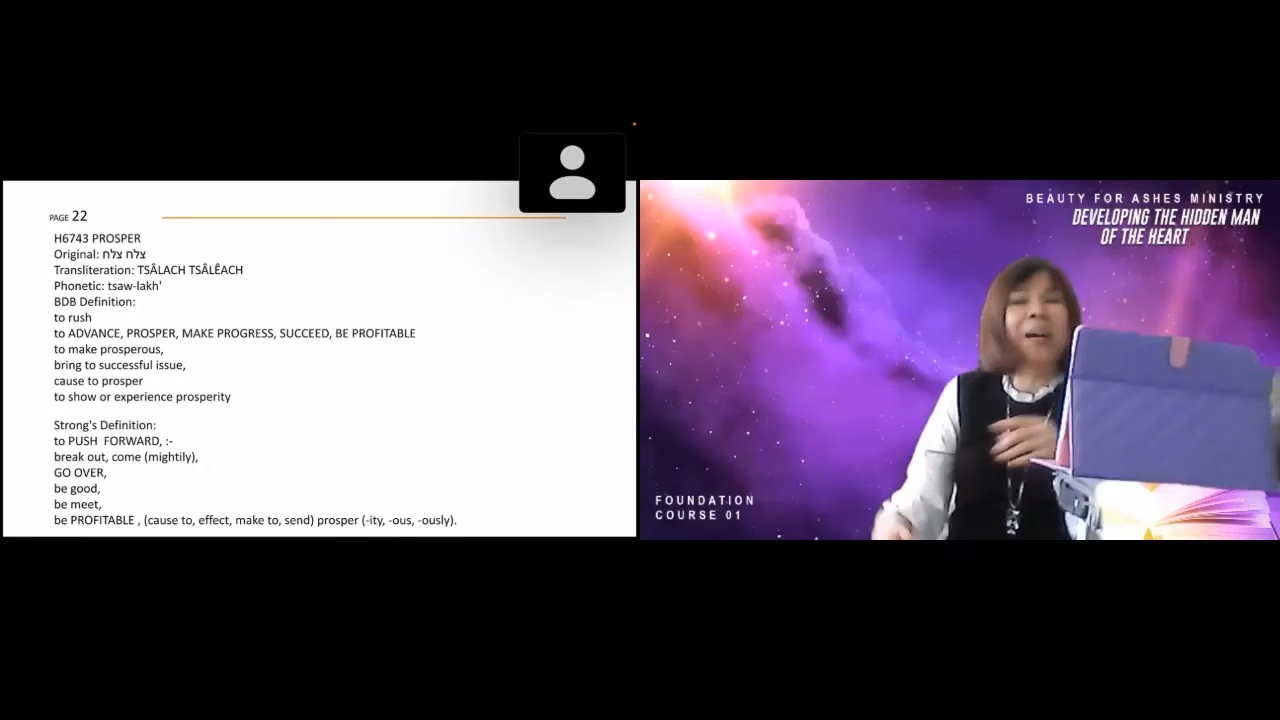 PAGE 22
H6743 PROSPER
Original: צלח צלח
Transliteration: TSÂLACH TSÂLÊACH
Phonetic: tsaw-lakh'
BDB Definition:
to rush
to ADVANCE, PROSPER, MAKE PROGRESS, SUCCEED, BE PROFITABLE
to make prosperous,
bring to successful issue,
cause to prosper
to show or experience prosperity
Strong's Definition:
to PUSH FORWARD, :-
break out, come (mightily),
GO OVER,
be good,
be meet,
be PROFITABLE , (cause to, effect, make to, send) prosper (-ity, -ous, -ously).
BEAUTY FOR ASHES MINISTRY
DEVELOPING THE HIDDEN MAN
OF THE HEART
FOUNDATION
COURSE 01